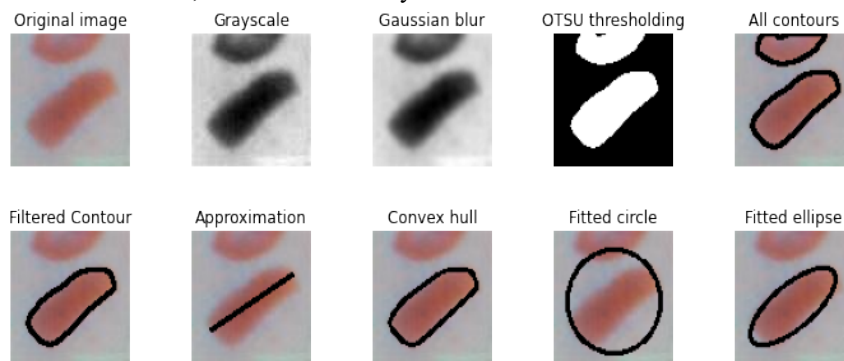 Original image Grayscale Gaussian blur OTSU thresholding All contours
Filtered Contour Approximation Convex hull Fitted circle Fitted ellipse